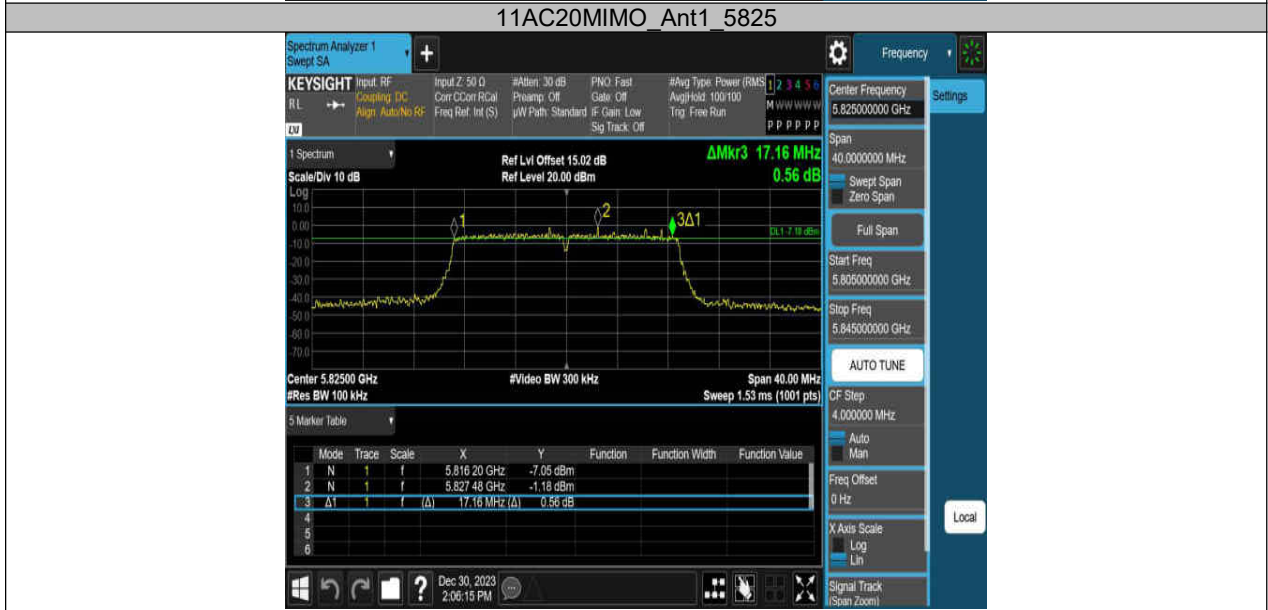 11AC20MIMO_Ant1_5825
Spectrum Analyzer 1
Swept SA
+
Frequency
KEYSIGHT
RL
LXI
Input: RF
Coupling: DC
Align: Auto/No RF
Input Z: 50 Ω
Corr CCorr RCal
Freq Ref: Int (S)
#Atten: 30 dB
Preamp: Off
µW Path: Standard
PNO: Fast
Gate: Off
IF Gain: Low
Sig Track: Off
#Avg Type: Power (RMS
Avg|Hold: 100/100
Trig: Free Run
1 2 3 4 5 6
M W W W W W
P P P P P P
Center Frequency
5.825000000 GHz
Settings
Span
40.0000000 MHz
Swept Span
Zero Span
Full Span
Start Freq
5.805000000 GHz
Stop Freq
5.845000000 GHz
AUTO TUNE
CF Step
4.000000 MHz
Auto
Man
Freq Offset
0 Hz
X Axis Scale
Log
Lin
Signal Track
(Span Zoom)
Local
1 Spectrum
Scale/Div 10 dB
Ref Lvl Offset 15.02 dB
Ref Level 20.00 dBm
ΔMkr3 17.16 MHz
0.56 dB
Log
10.0
0.00
-10.0
-20.0
-30.0
-40.0
-50.0
-60.0
-70.0
1
2
3Δ1
DL1 -7.18 dBm
Center 5.82500 GHz
#Res BW 100 kHz
#Video BW 300 kHz
Span 40.00 MHz
Sweep 1.53 ms (1001 pts)
5 Marker Table
Mode Trace Scale X Y Function Function Width Function Value
1 N 1 f 5.816 20 GHz -7.05 dBm
2 N 1 f 5.827 48 GHz -1.18 dBm
3 Δ1 1 f (Δ) 17.16 MHz (Δ) 0.56 dB
4
5
6
?
Dec 30, 2023
2:06:15 PM